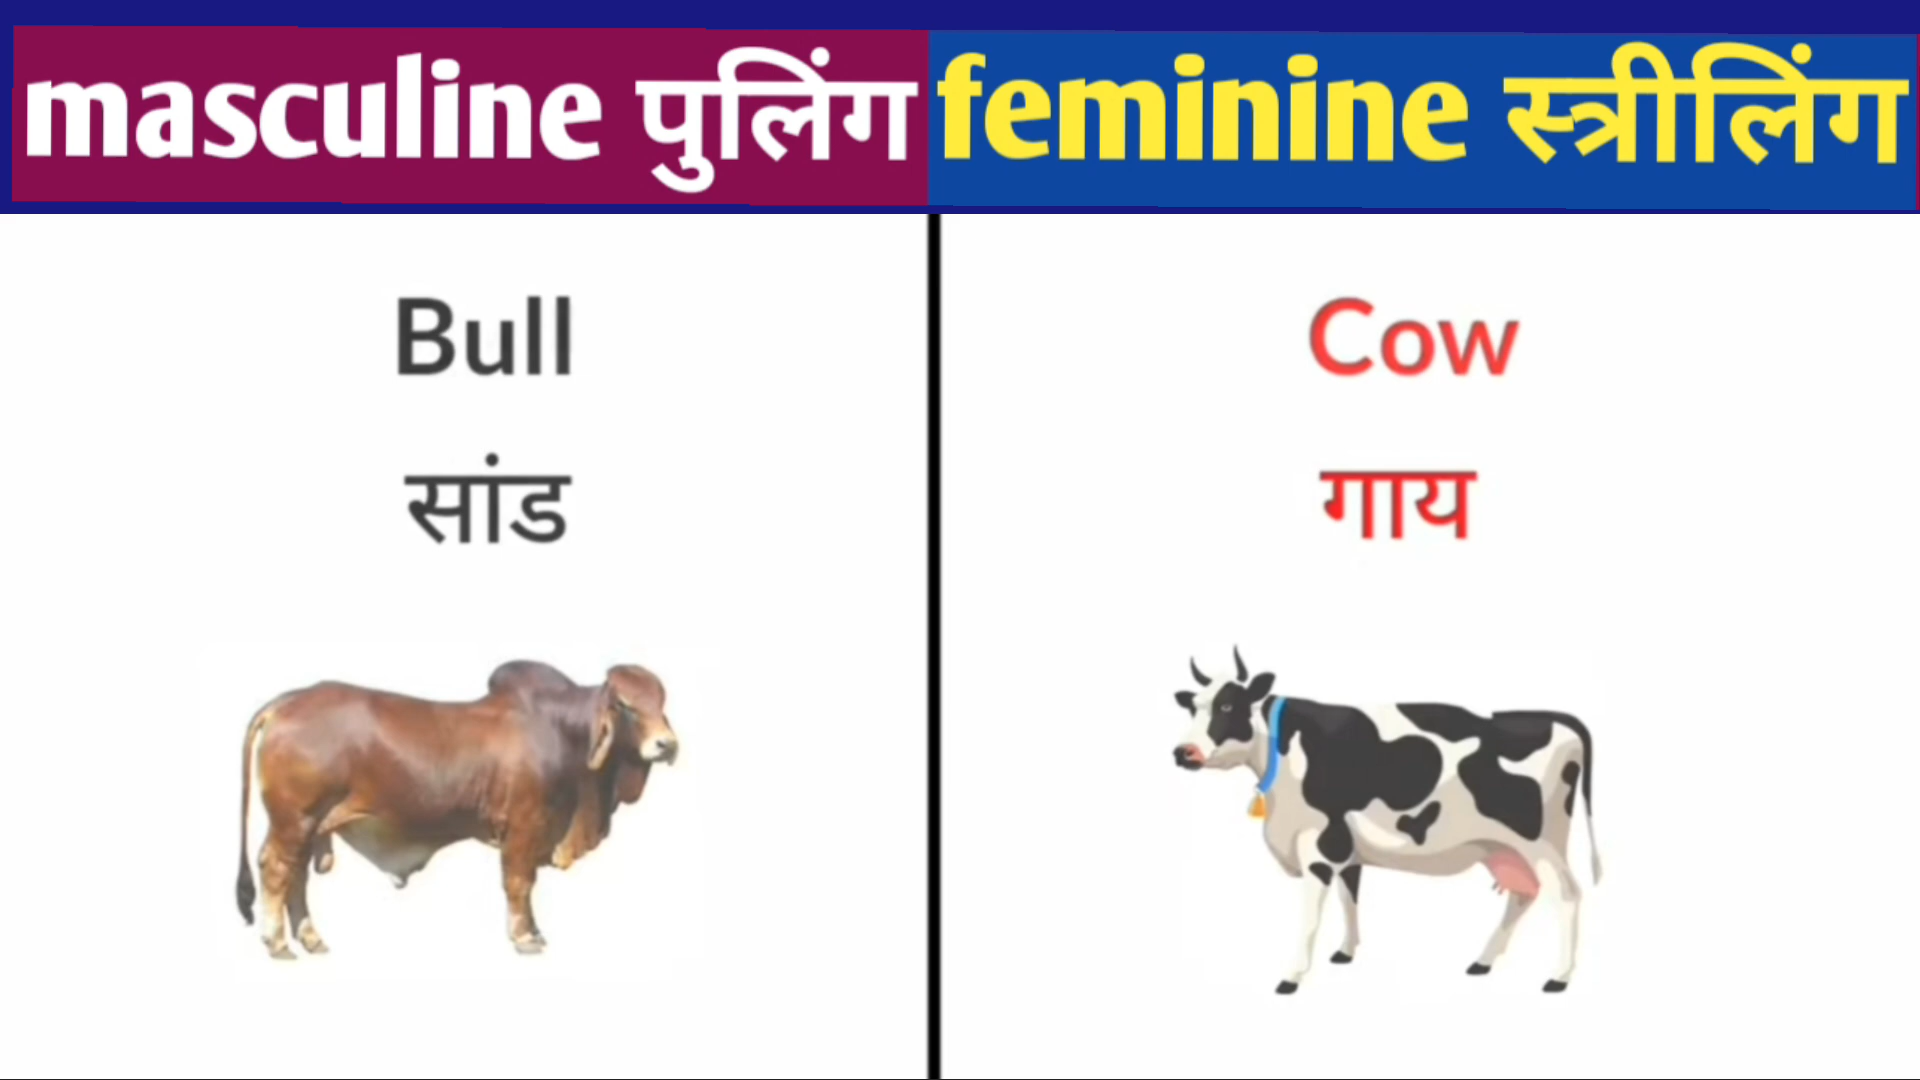 masculine पुलिंग
feminine स्त्रीलिंग
Bull
सांड
Cow
गाय